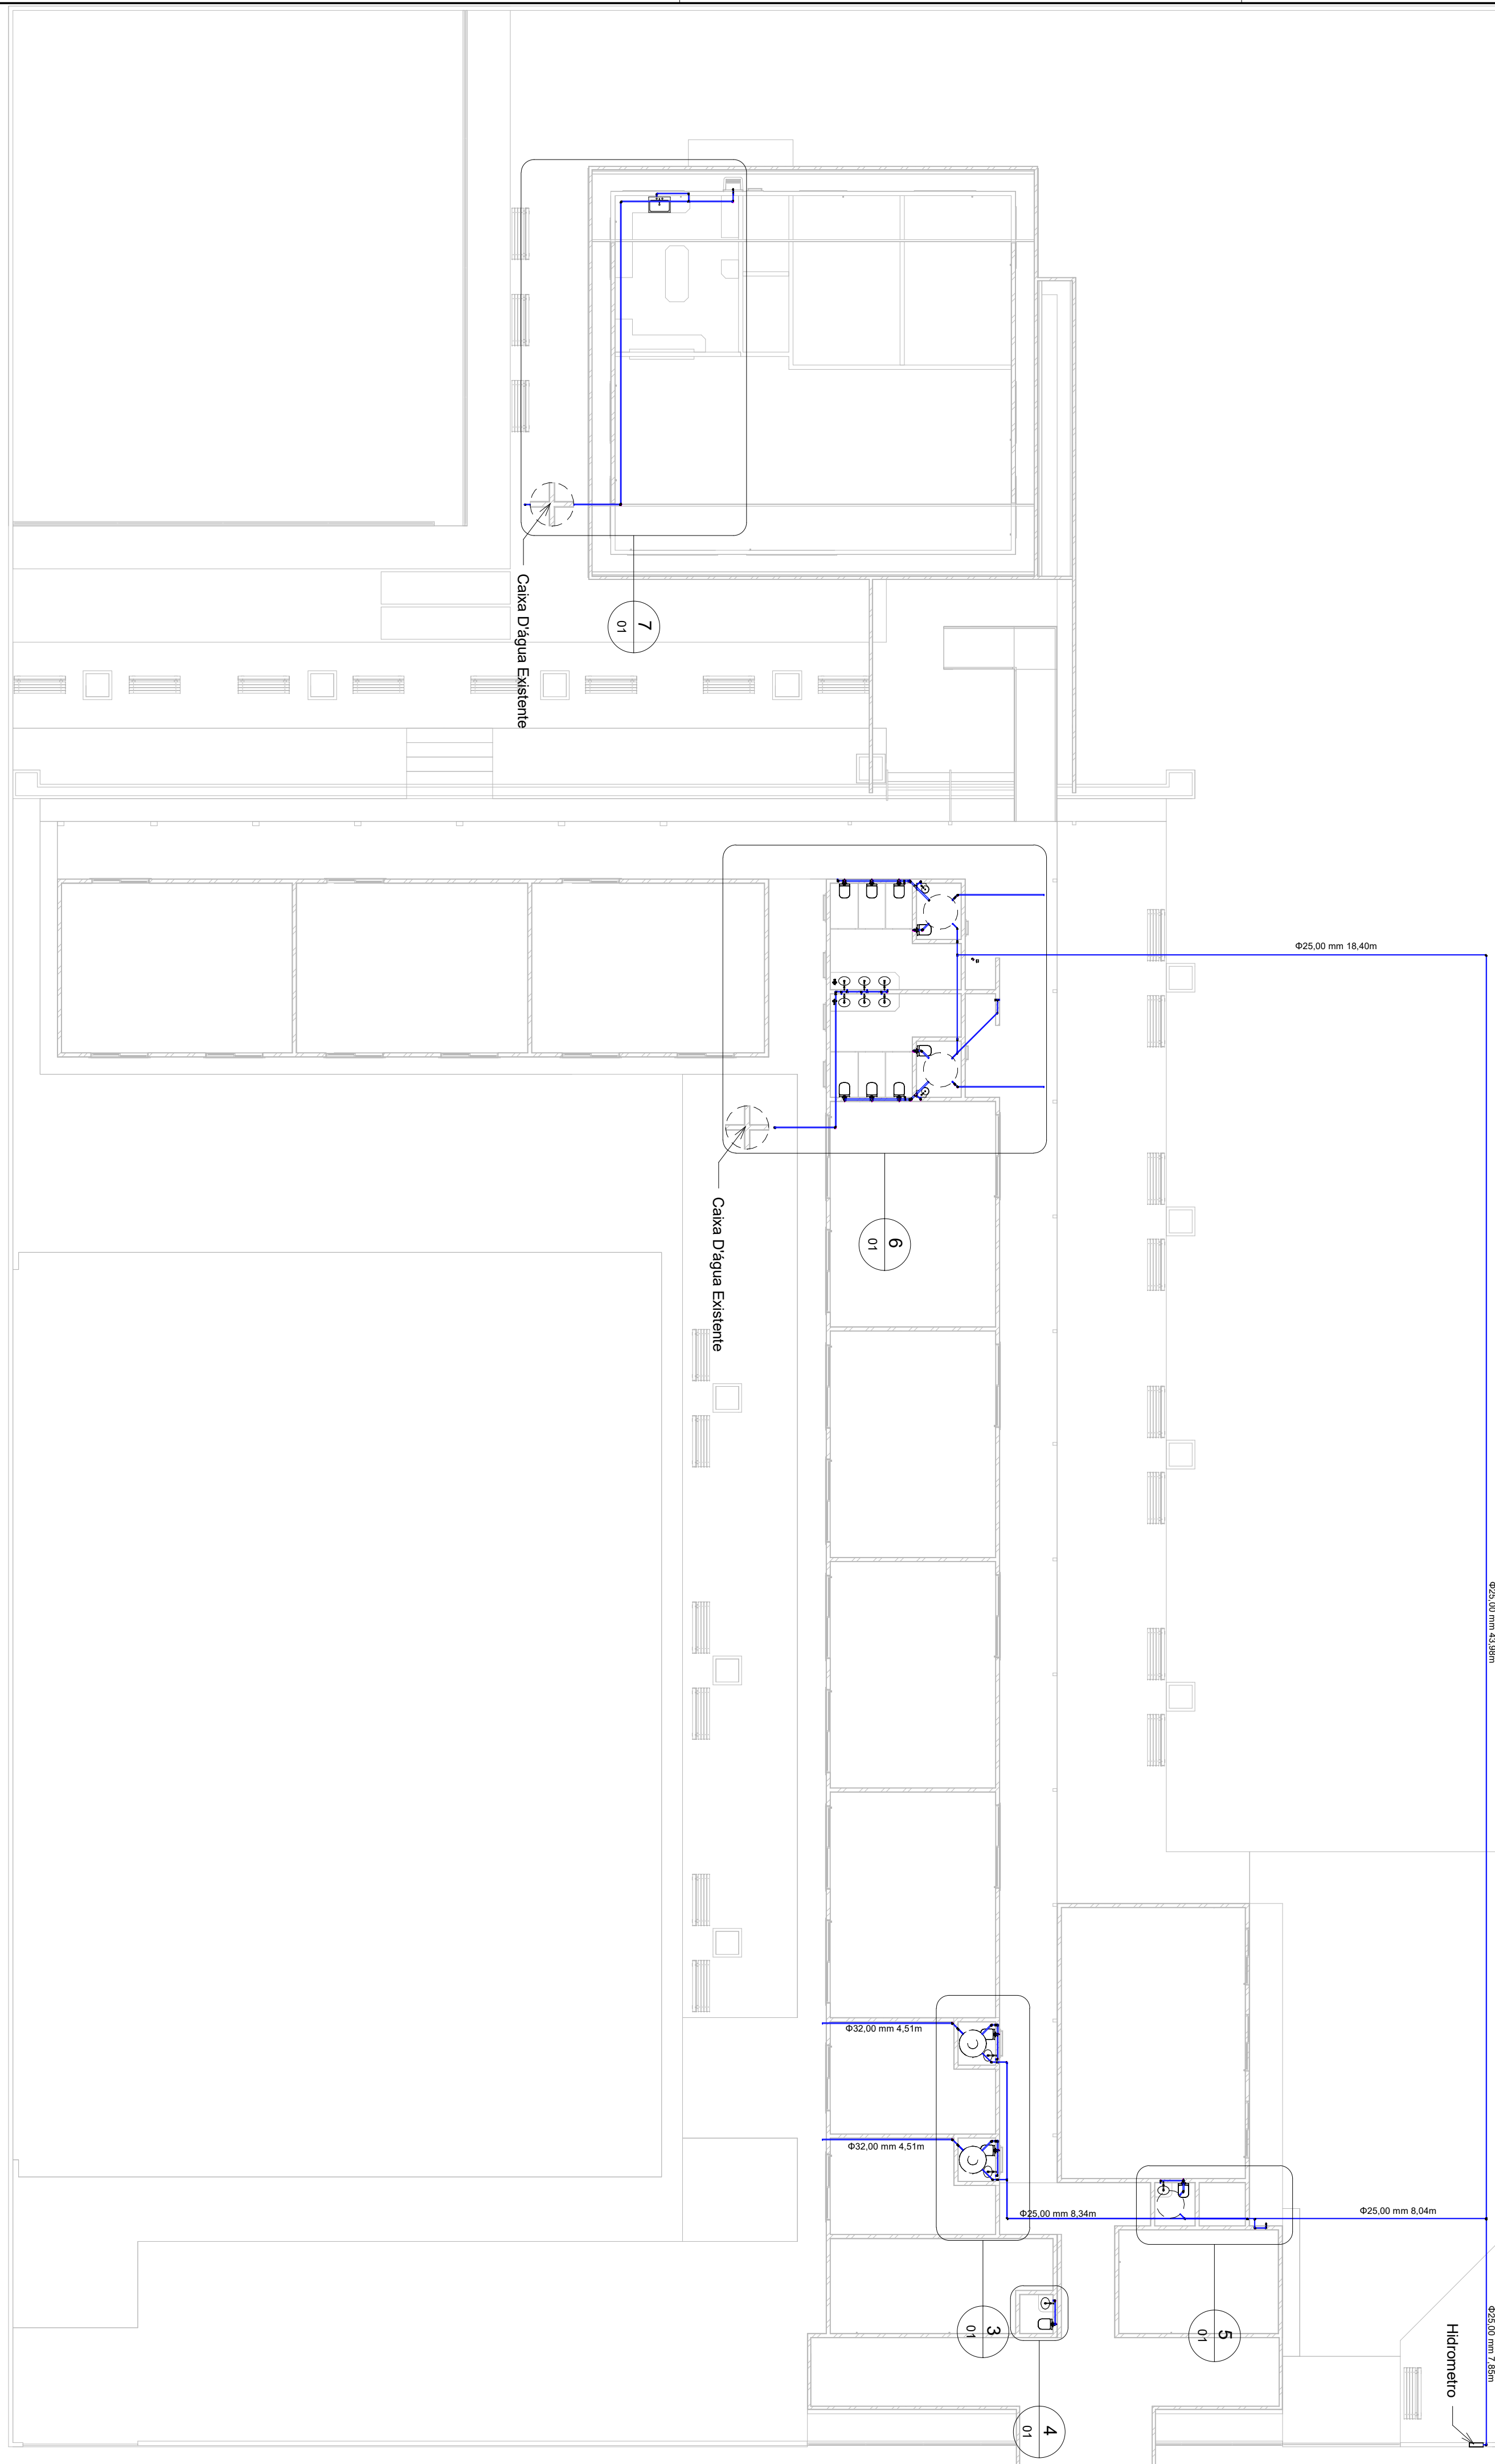 7
01
Caixa D'água Existente
Φ25,00 mm 18,40m
6
01
Caixa D'água Existente
Φ25,00 mm 43,98m
Φ32,00 mm 4,51m
Φ32,00 mm 4,51m
Φ25,00 mm 8,34m
Φ25,00 mm 8,04m
3
01
5
01
Φ25,00 mm 7,85m
Hidrometro
4
01